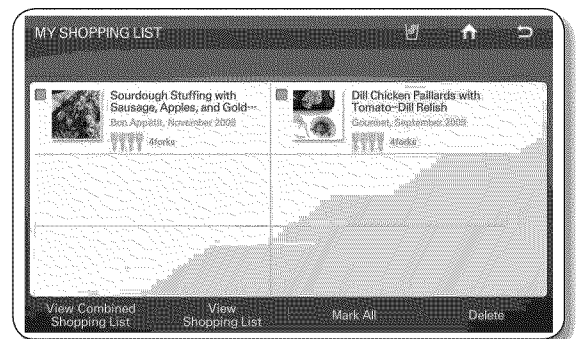 MY SHOPPING LIST
Sourdough Stuffing with
Sausage, Apples, and Gold…
Bon Appétit, November 2008
4forks
Dill Chicken Paillards with
Tomato-Dill Relish
Gourmet, September 2008
4forks
View Combined
Shopping List
View
Shopping List
Mark All
Delete